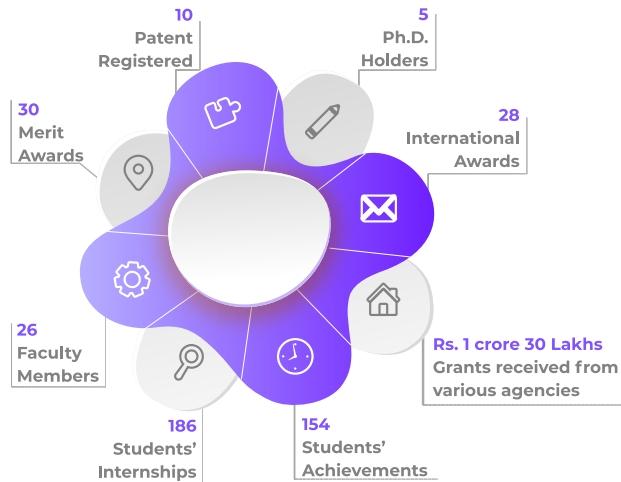 10
Patent
Registered
5
Ph.D.
Holders
30
Merit
Awards
28
International
Awards
26
Faculty
Members
Rs. 1 crore 30 Lakhs
Grants received from
various agencies
186
Students’
Internships
154
Students’
Achievements